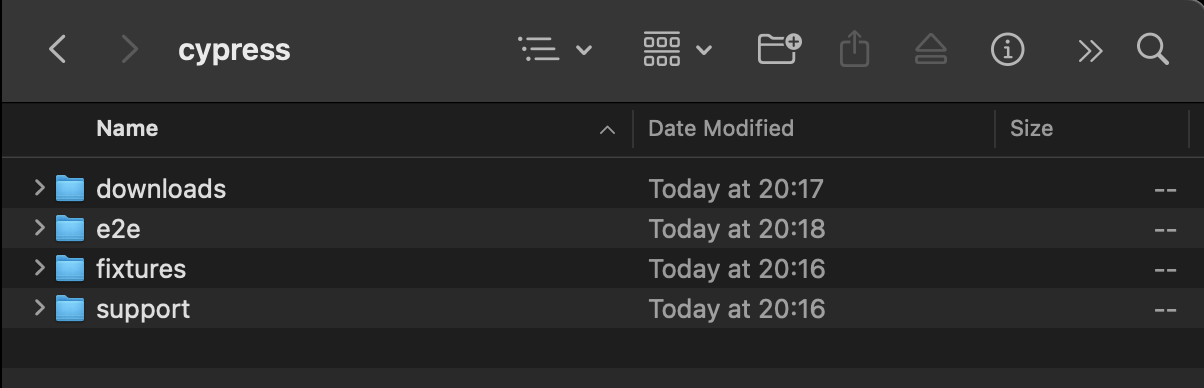 cypress
Name Date Modified Size
downloads Today at 20:17 --
e2e Today at 20:18 --
fixtures Today at 20:16 --
support Today at 20:16 --